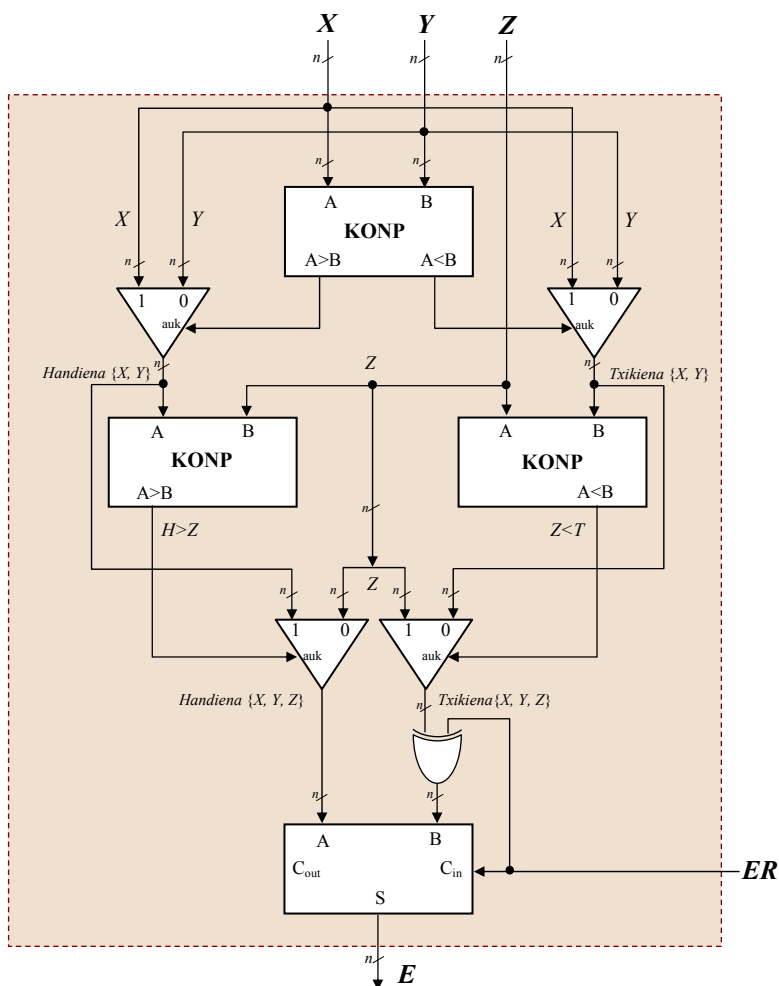 X Y Z
n n n
n n
A B
X Y KONP X Y
A>B A<B
n n n n
1 0 1 0
auk auk
n n
Handiena {X, Y} Z Txikiena {X, Y}
A B A B
KONP KONP
A>B A<B
n
H>Z Z<T
Z
n n n n
1 0 1 0
auk auk
Handiena {X, Y, Z} n Txikiena{X, Y, Z}
n n
A B
Cout Cin ER
S
n
E